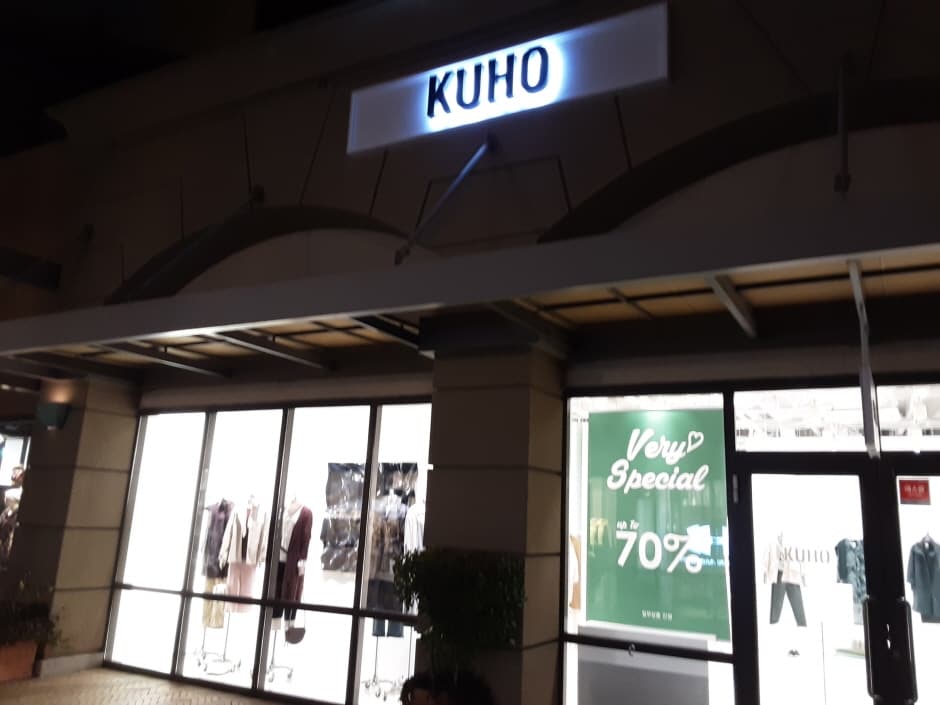 KUHO
Very
Special
up to
70%
KUHO